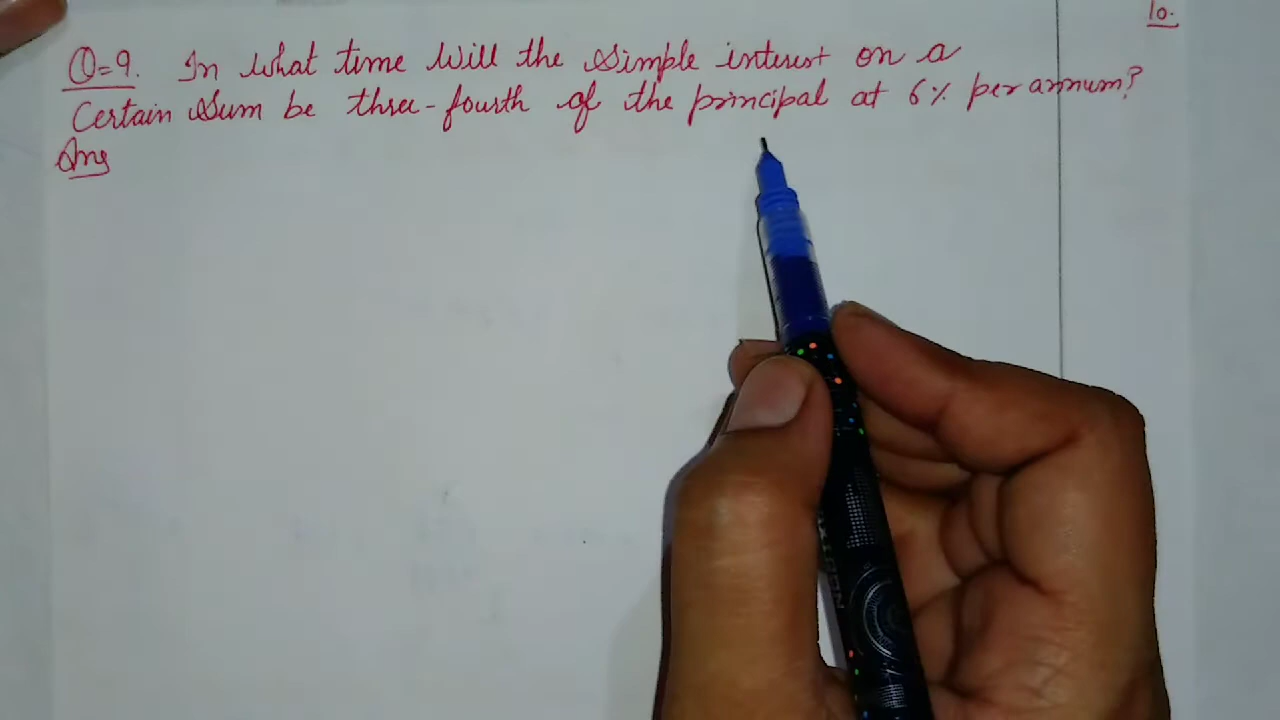 10.
Q=9. In what time will the simple interest on a
Certain Sum be three-fourth of the principal at 6% per annum?
Ans